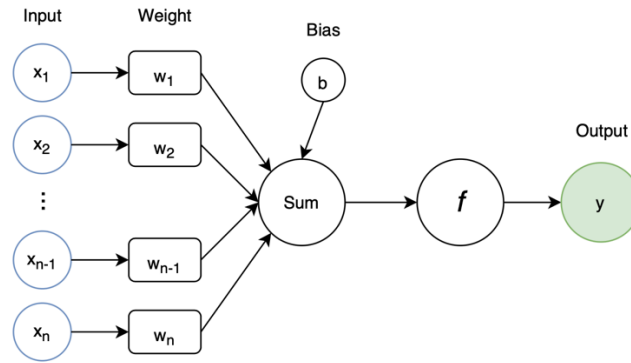 Input
Weight
Bias
Output
x₁
w₁
b
x₂
w₂
⋮
Sum
f
y
xₙ₋₁
wₙ₋₁
xₙ
wₙ